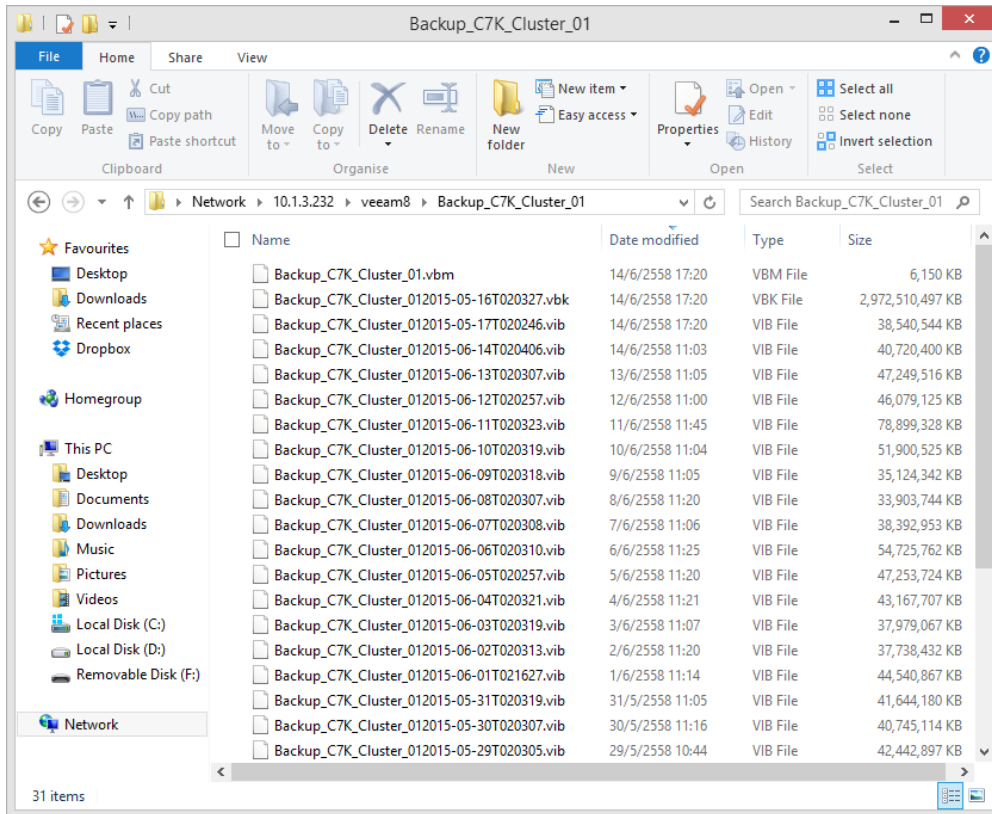 Backup_C7K_Cluster_01
File Home Share View
Copy
Paste
Cut
Copy path
Paste shortcut
Clipboard
Move to
Copy to
Delete
Rename
Organise
New folder
New item
Easy access
New
Properties
Open
Edit
History
Open
Select all
Select none
Invert selection
Select
Network 10.1.3.232 veeam8 Backup_C7K_Cluster_01
Search Backup_C7K_Cluster_01
Favourites
Desktop
Downloads
Recent places
Dropbox
Homegroup
This PC
Desktop
Documents
Downloads
Music
Pictures
Videos
Local Disk (C:)
Local Disk (D:)
Removable Disk (F:)
Network
Name Date modified Type Size
Backup_C7K_Cluster_01.vbm 14/6/2558 17:20 VBM File 6,150 KB
Backup_C7K_Cluster_012015-05-16T020327.vbk 14/6/2558 17:20 VBK File 2,972,510,497 KB
Backup_C7K_Cluster_012015-05-17T020246.vib 14/6/2558 17:20 VIB File 38,540,544 KB
Backup_C7K_Cluster_012015-06-14T020406.vib 14/6/2558 11:03 VIB File 40,720,400 KB
Backup_C7K_Cluster_012015-06-13T020307.vib 13/6/2558 11:05 VIB File 47,249,516 KB
Backup_C7K_Cluster_012015-06-12T020257.vib 12/6/2558 11:00 VIB File 46,079,125 KB
Backup_C7K_Cluster_012015-06-11T020323.vib 11/6/2558 11:45 VIB File 78,899,328 KB
Backup_C7K_Cluster_012015-06-10T020319.vib 10/6/2558 11:04 VIB File 51,900,525 KB
Backup_C7K_Cluster_012015-06-09T020318.vib 9/6/2558 11:05 VIB File 35,124,342 KB
Backup_C7K_Cluster_012015-06-08T020307.vib 8/6/2558 11:20 VIB File 33,903,744 KB
Backup_C7K_Cluster_012015-06-07T020308.vib 7/6/2558 11:06 VIB File 38,392,953 KB
Backup_C7K_Cluster_012015-06-06T020310.vib 6/6/2558 11:25 VIB File 54,725,762 KB
Backup_C7K_Cluster_012015-06-05T020257.vib 5/6/2558 11:20 VIB File 47,253,724 KB
Backup_C7K_Cluster_012015-06-04T020321.vib 4/6/2558 11:21 VIB File 43,167,707 KB
Backup_C7K_Cluster_012015-06-03T020319.vib 3/6/2558 11:07 VIB File 37,979,067 KB
Backup_C7K_Cluster_012015-06-02T020313.vib 2/6/2558 11:20 VIB File 37,738,432 KB
Backup_C7K_Cluster_012015-06-01T021627.vib 1/6/2558 11:14 VIB File 44,540,867 KB
Backup_C7K_Cluster_012015-05-31T020319.vib 31/5/2558 11:05 VIB File 41,644,180 KB
Backup_C7K_Cluster_012015-05-30T020307.vib 30/5/2558 11:16 VIB File 40,745,114 KB
Backup_C7K_Cluster_012015-05-29T020305.vib 29/5/2558 10:44 VIB File 42,442,897 KB
31 items